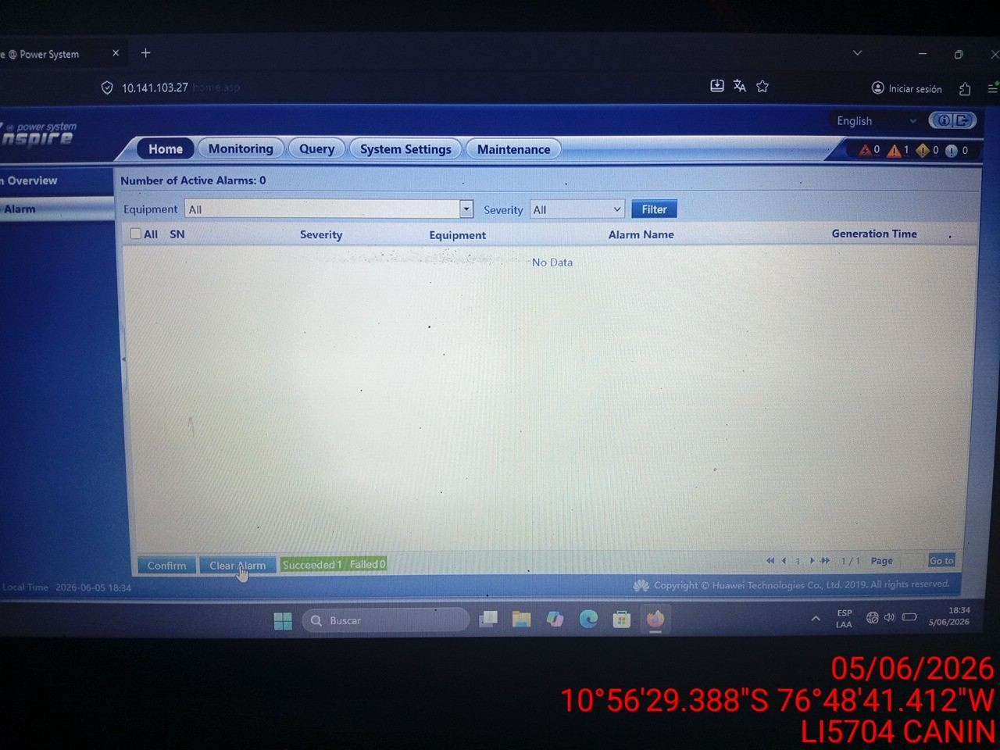 e @ Power System
10.141.103.27 home.asp
Iniciar sesión
@ power system
nspire
English
Home Monitoring Query System Settings Maintenance
0 1 0 0
Overview
Number of Active Alarms: 0
Alarm
Equipment All Severity All Filter
All SN Severity Equipment Alarm Name Generation Time
No Data
Confirm Clear Alarm Succeeded 1 Failed 0
1 1 / 1 Page Go to
Local Time 2026-06-05 18:34
Copyright © Huawei Technologies Co., Ltd. 2019. All rights reserved.
Buscar
ESP
LAA
18:34
5/06/2026
05/06/2026
10°56'29.388"S 76°48'41.412"W
LI5704 CANIN